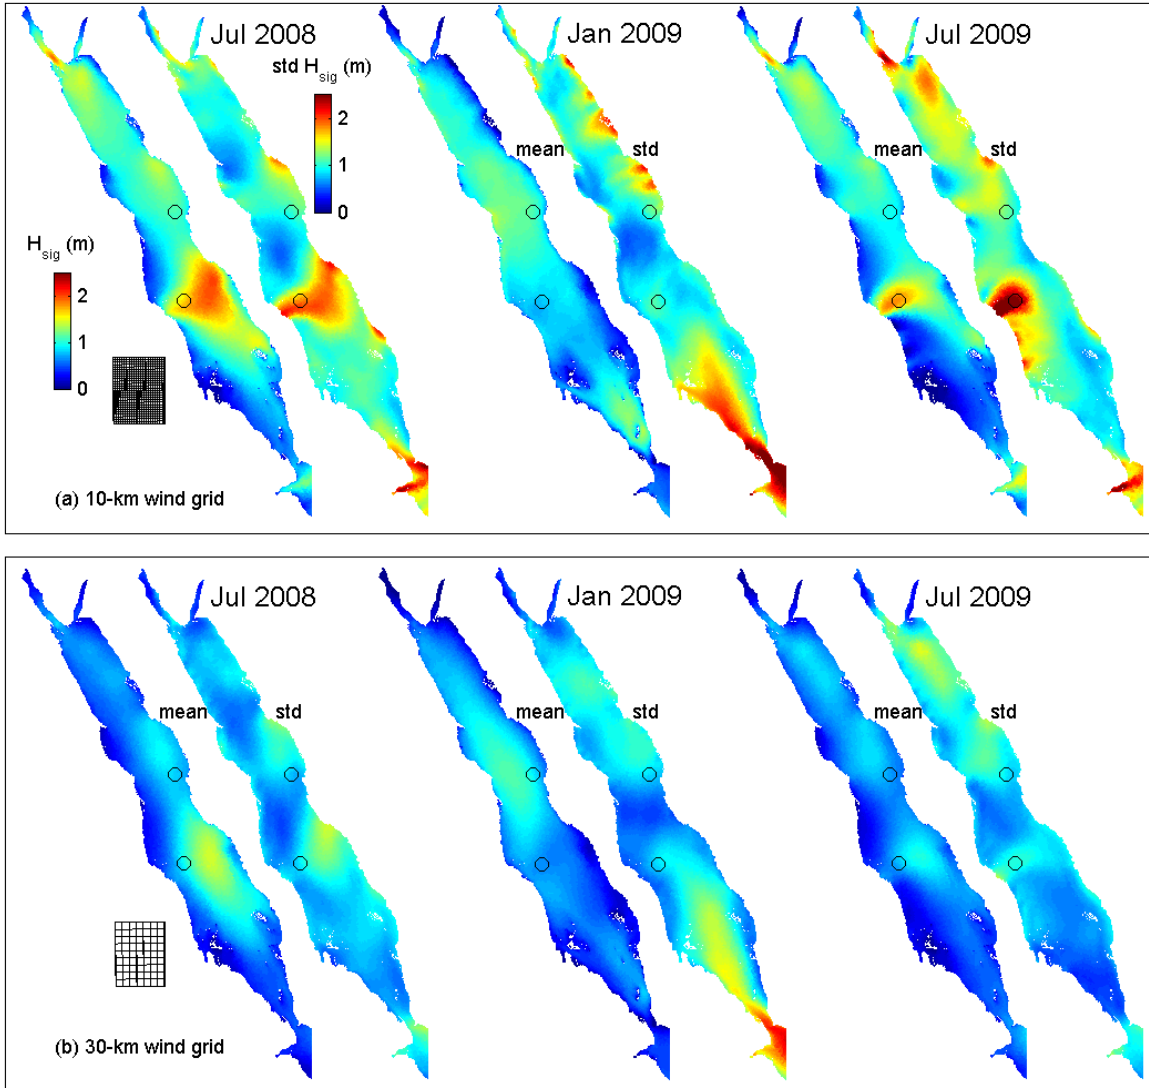 Jul 2008
Jan 2009
Jul 2009
std H_sig (m)
2
1
0
mean
std
mean
std
H_sig (m)
2
1
0
(a) 10-km wind grid
Jul 2008
Jan 2009
Jul 2009
mean
std
mean
std
mean
std
(b) 30-km wind grid